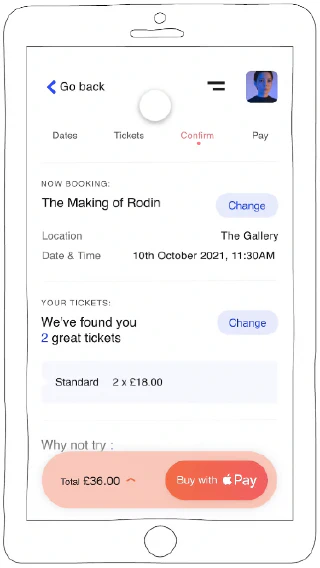 Go back
Dates Tickets Confirm Pay
NOW BOOKING:
The Making of Rodin
Change
Location The Gallery
Date & Time 10th October 2021, 11:30AM
YOUR TICKETS:
We've found you
2 great tickets
Change
Standard 2 x £18.00
Why not try :
Total £36.00 Buy with Pay